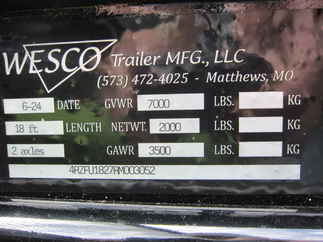 WESCO Trailer MFG., LLC
(573) 472-4025 - Matthews, MO
6-24 DATE GVWR 7000 LBS. KG
18 ft LENGTH NETWT. 2000 LBS. KG
2 axles GAWR 3500 LBS. KG
4RZFU1827RM003052